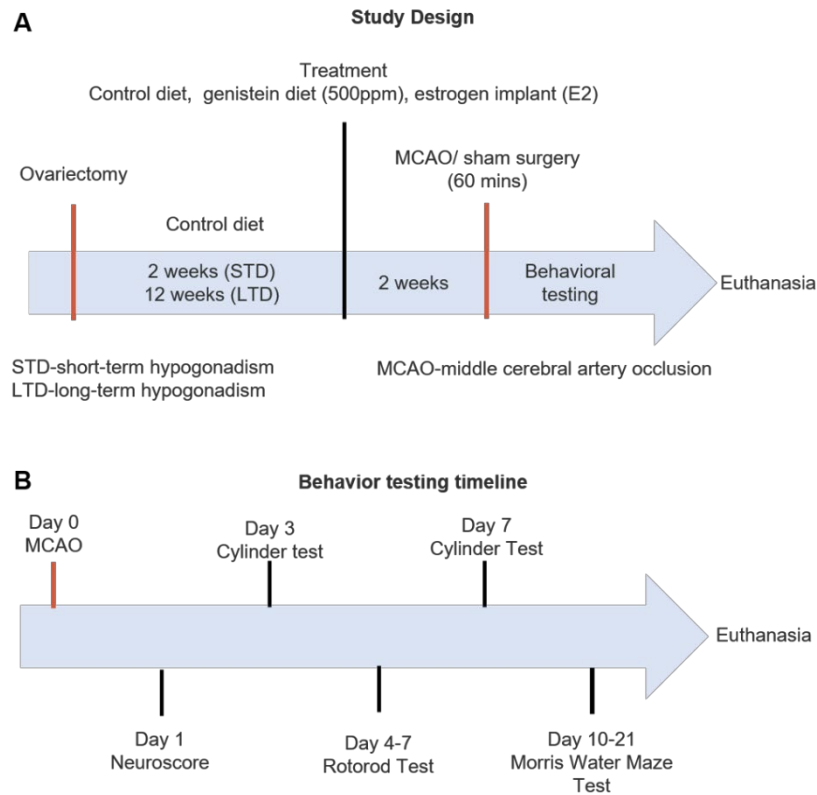 A
Study Design
Treatment
Control diet, genistein diet (500ppm), estrogen implant (E2)
Ovariectomy
MCAO/ sham surgery
(60 mins)
Control diet
2 weeks (STD)
12 weeks (LTD)
2 weeks
Behavioral
testing
Euthanasia
STD-short-term hypogonadism
LTD-long-term hypogonadism
MCAO-middle cerebral artery occlusion
B
Behavior testing timeline
Day 0
MCAO
Day 3
Cylinder test
Day 7
Cylinder Test
Euthanasia
Day 1
Neuroscore
Day 4-7
Rotorod Test
Day 10-21
Morris Water Maze
Test